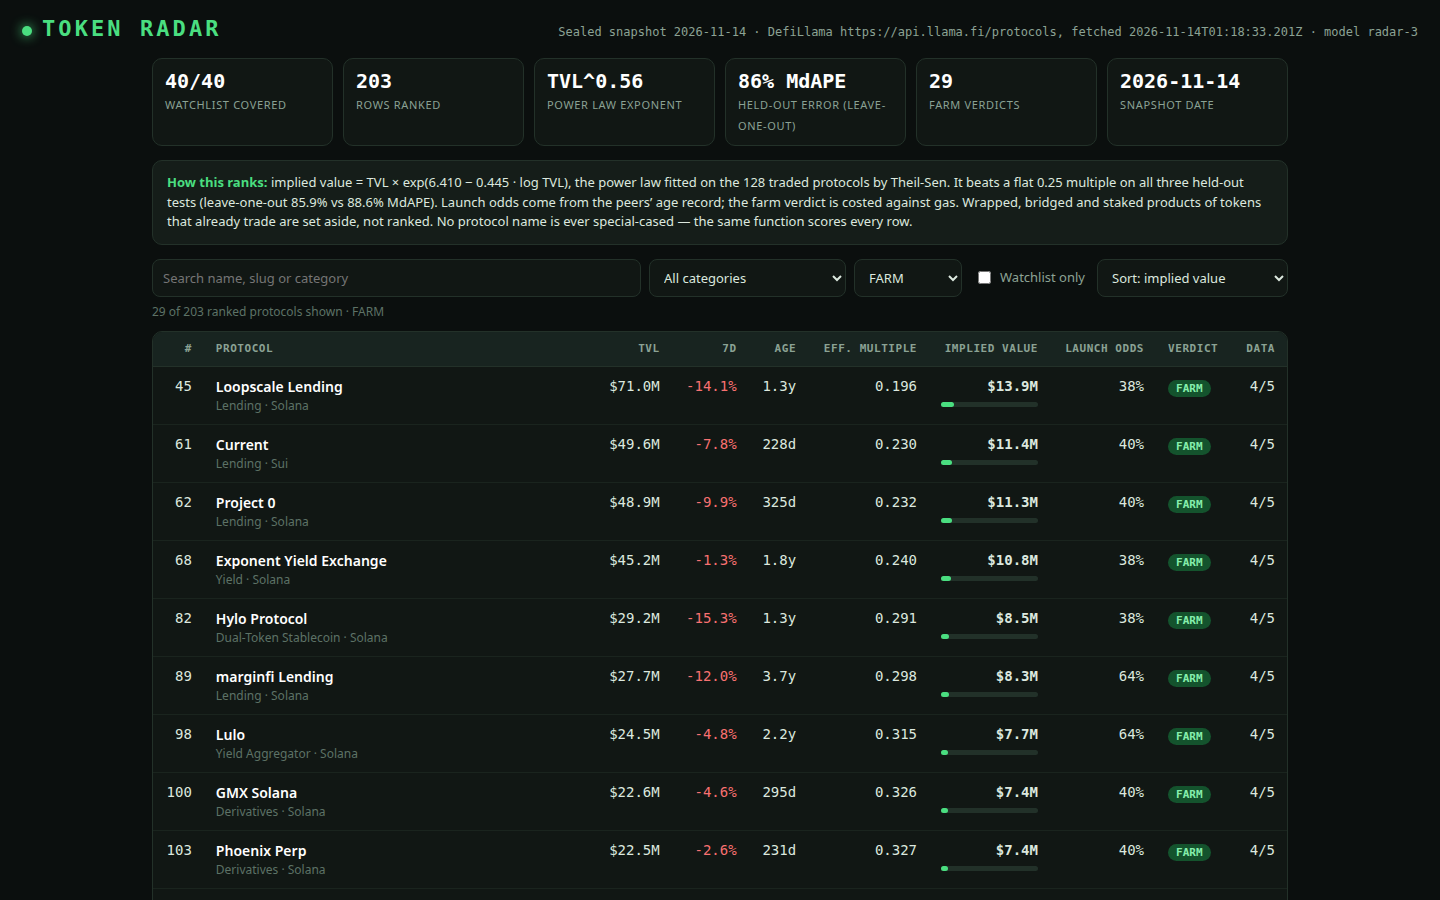 TOKEN RADAR
Sealed snapshot 2026-11-14 · DefiLlama https://api.llama.fi/protocols, fetched 2026-11-14T01:18:33.201Z · model radar-3
40/40
WATCHLIST COVERED
203
ROWS RANKED
TVL^0.56
POWER LAW EXPONENT
86% MdAPE
HELD-OUT ERROR (LEAVE-
ONE-OUT)
29
FARM VERDICTS
2026-11-14
SNAPSHOT DATE
How this ranks: implied value = TVL × exp(6.410 − 0.445 · log TVL), the power law fitted on the 128 traded protocols by Theil-Sen. It beats a flat 0.25 multiple on all three held-out
tests (leave-one-out 85.9% vs 88.6% MdAPE). Launch odds come from the peers’ age record; the farm verdict is costed against gas. Wrapped, bridged and staked products of tokens
that already trade are set aside, not ranked. No protocol name is ever special-cased — the same function scores every row.
Search name, slug or category All categories FARM Watchlist only Sort: implied value
29 of 203 ranked protocols shown · FARM
# PROTOCOL TVL 7D AGE EFF. MULTIPLE IMPLIED VALUE LAUNCH ODDS VERDICT DATA
45 Loopscale Lending $71.0M -14.1% 1.3y 0.196 $13.9M 38% FARM 4/5
Lending · Solana
61 Current $49.6M -7.8% 228d 0.230 $11.4M 40% FARM 4/5
Lending · Sui
62 Project 0 $48.9M -9.9% 325d 0.232 $11.3M 40% FARM 4/5
Lending · Solana
68 Exponent Yield Exchange $45.2M -1.3% 1.8y 0.240 $10.8M 38% FARM 4/5
Yield · Solana
82 Hylo Protocol $29.2M -15.3% 1.3y 0.291 $8.5M 38% FARM 4/5
Dual-Token Stablecoin · Solana
89 marginfi Lending $27.7M -12.0% 3.7y 0.298 $8.3M 64% FARM 4/5
Lending · Solana
98 Lulo $24.5M -4.8% 2.2y 0.315 $7.7M 64% FARM 4/5
Yield Aggregator · Solana
100 GMX Solana $22.6M -4.6% 295d 0.326 $7.4M 40% FARM 4/5
Derivatives · Solana
103 Phoenix Perp $22.5M -2.6% 231d 0.327 $7.4M 40% FARM 4/5
Derivatives · Solana